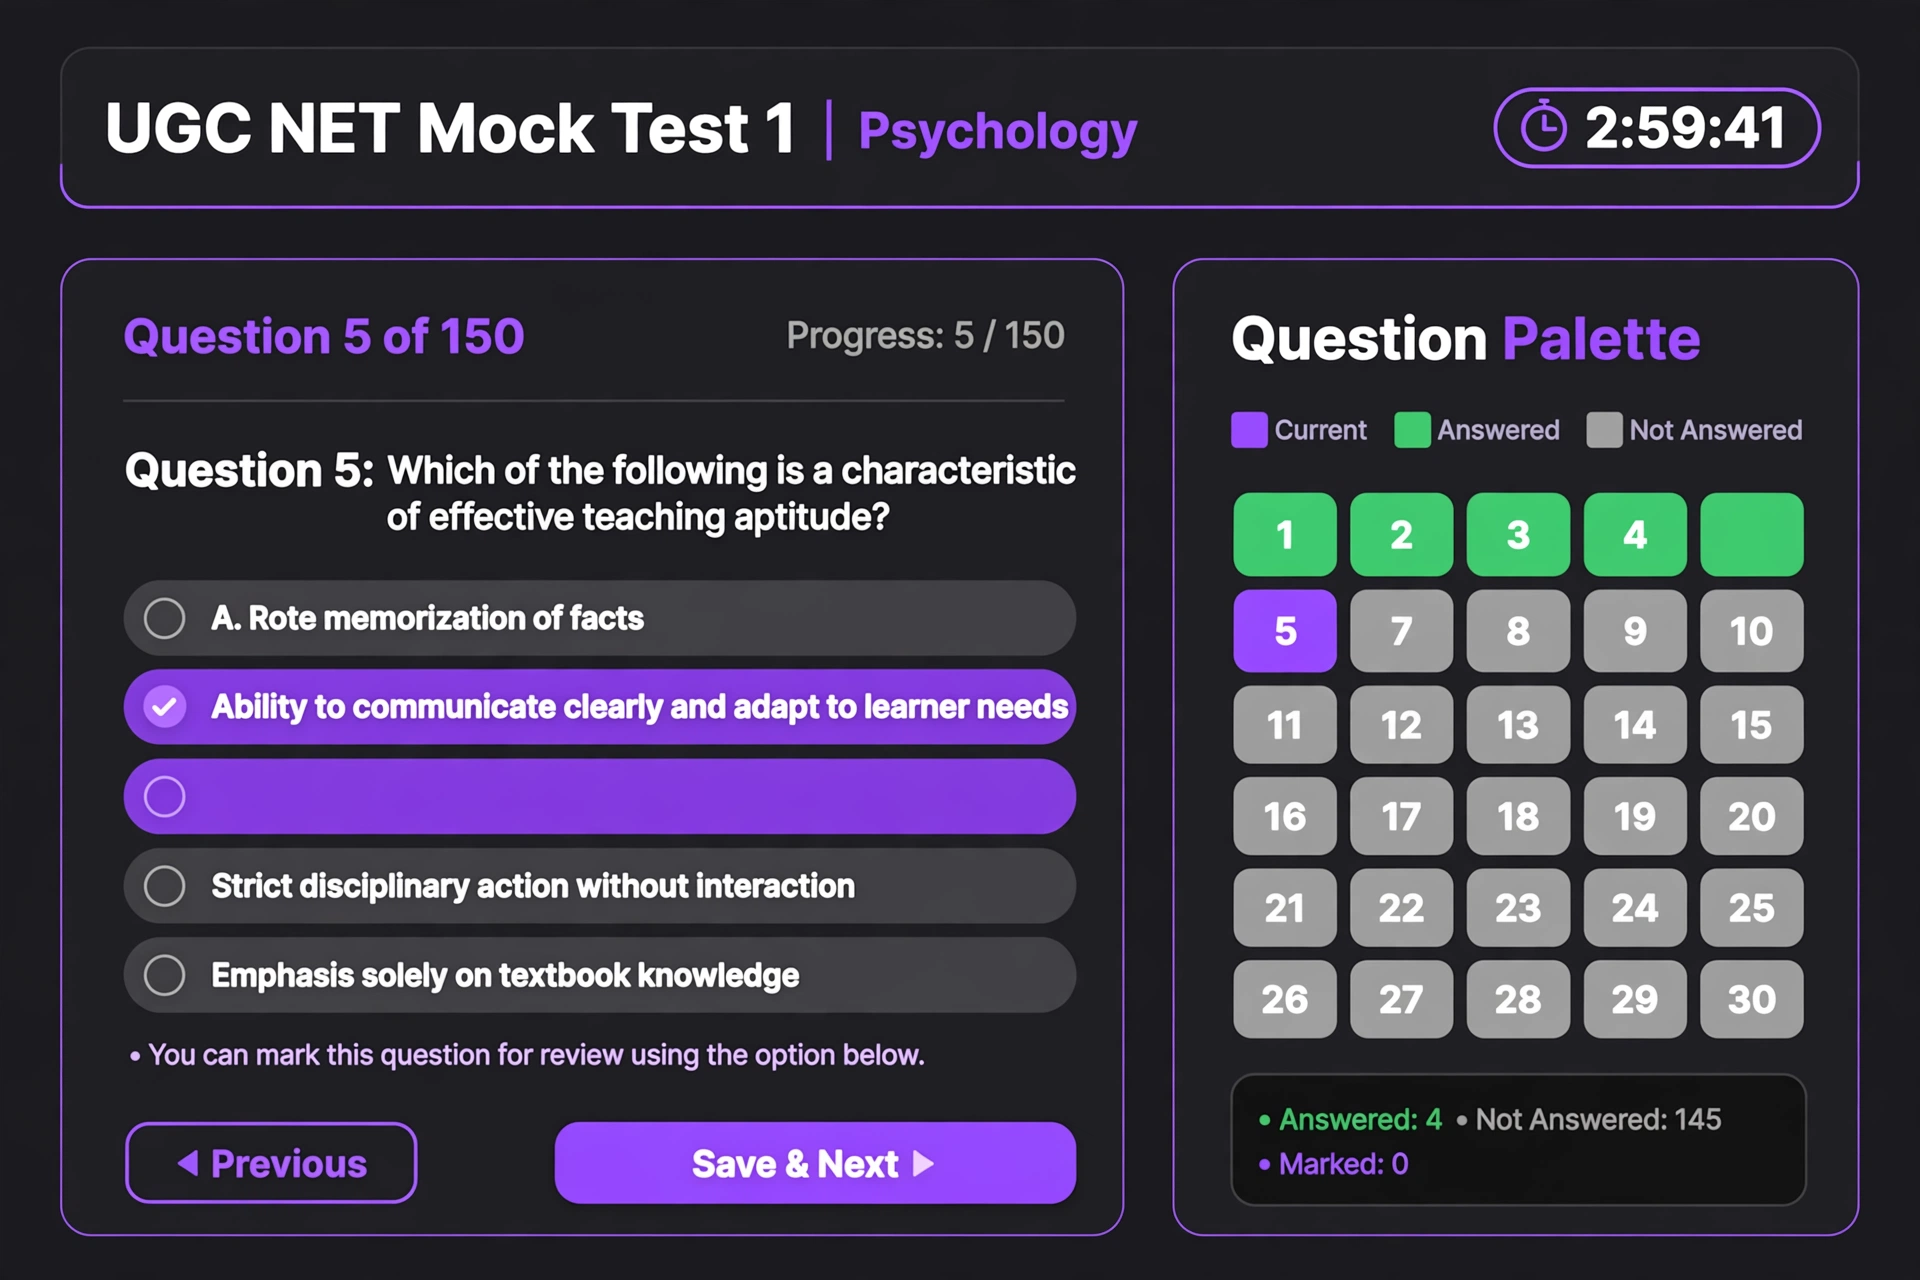 UGC NET Mock Test 1 | Psychology
2:59:41
Question 5 of 150
Progress: 5 / 150
Question 5: Which of the following is a characteristic
of effective teaching aptitude?
A. Rote memorization of facts
Ability to communicate clearly and adapt to learner needs
Strict disciplinary action without interaction
Emphasis solely on textbook knowledge
• You can mark this question for review using the option below.
Previous
Save & Next
Question Palette
Current Answered Not Answered
1 2 3 4
5 7 8 9 10
11 12 13 14 15
16 17 18 19 20
21 22 23 24 25
26 27 28 29 30
• Answered: 4 • Not Answered: 145
• Marked: 0